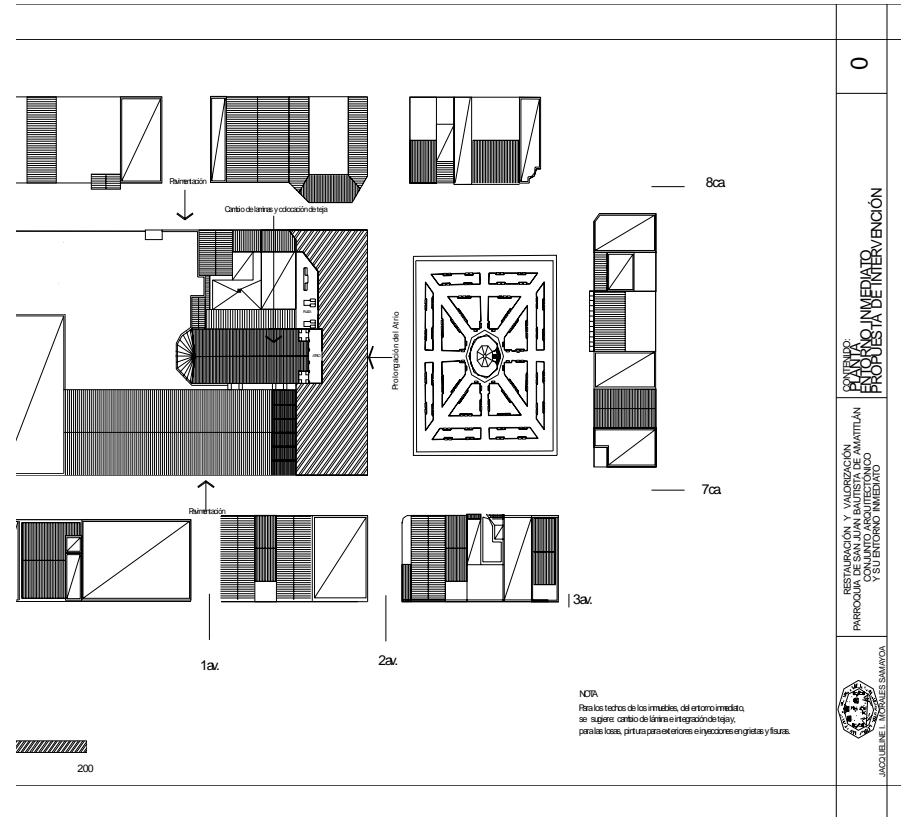 0
8ca
Pavimentación
Cambio de laminas y colocación de teja
PLAZA
ATRIO
Prolongación del Atrio
7ca
Pavimentación
3av.
1av.
2av.
NOTA
Para los techos de los inmuebles, del entorno inmediato,
se sugiere: cambio de lámina e integración de teja y,
para las losas, pintura para exteriores e inyecciones en grietas y fisuras.
200
CONTENIDO:
PLANTA
ENTORNO INMEDIATO
PROPUESTA DE INTERVENCIÓN
RESTAURACIÓN Y VALORIZACIÓN
PARROQUIA DE SAN JUAN BAUTISTA DE AMATITLÁN
CONJUNTO ARQUITECTÓNICO
Y SU ENTORNO INMEDIATO
JACQUELINE L. MORALES SAMAYOA